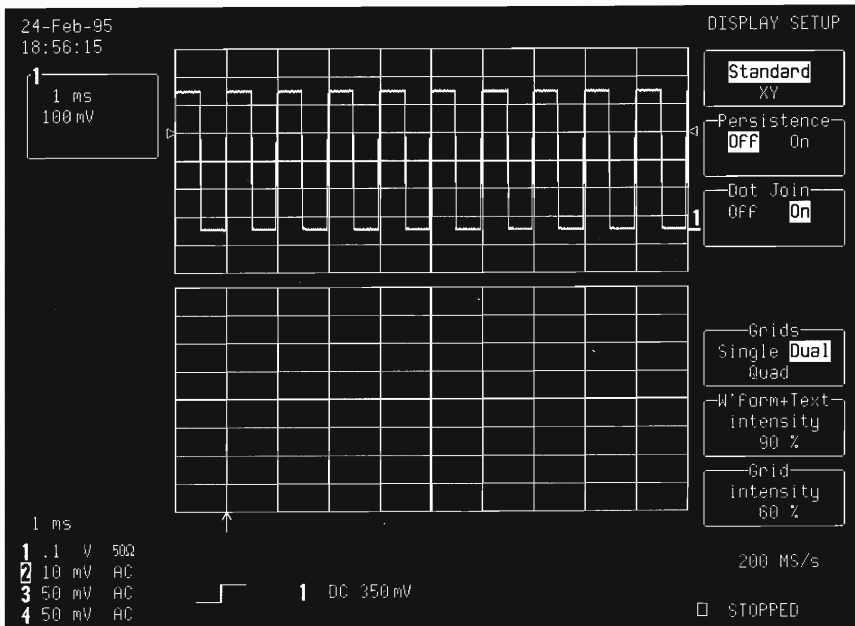 24-Feb-95
18:56:15
DISPLAY SETUP
1
1 ms
100 mV
Standard
XY
Persistence
Off On
Dot Join
Off On
1
Grids
Single Dual
Quad
W'form+Text
intensity
90 %
Grid
intensity
60 %
1 ms
1 .1 V 50Ω
2 10 mV AC
3 50 mV AC
4 50 mV AC
1 DC 350 mV
200 MS/s
STOPPED